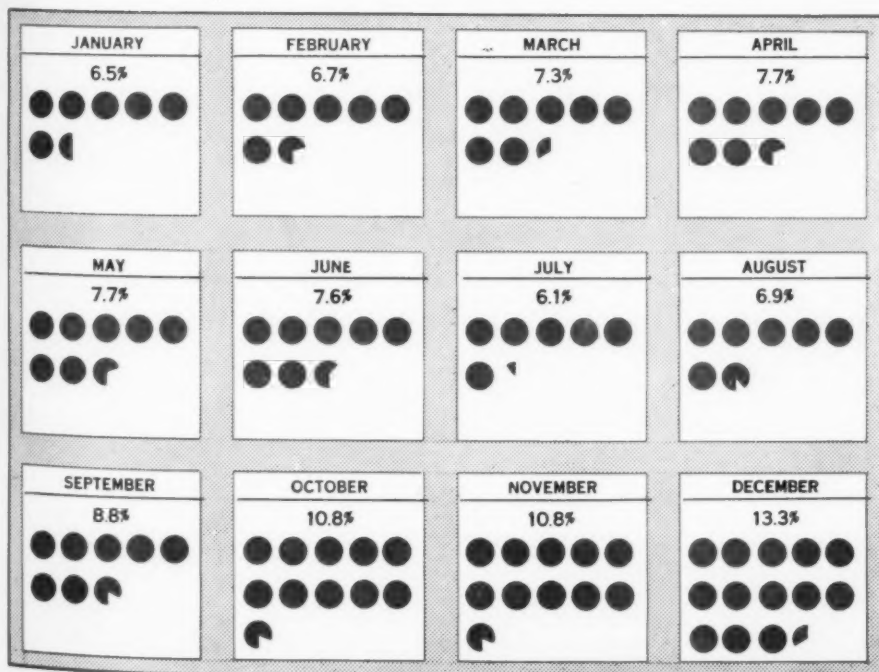 JANUARY
6.5%
FEBRUARY
6.7%
MARCH
7.3%
APRIL
7.7%
MAY
7.7%
JUNE
7.6%
JULY
6.1%
AUGUST
6.9%
SEPTEMBER
8.8%
OCTOBER
10.8%
NOVEMBER
10.8%
DECEMBER
13.3%